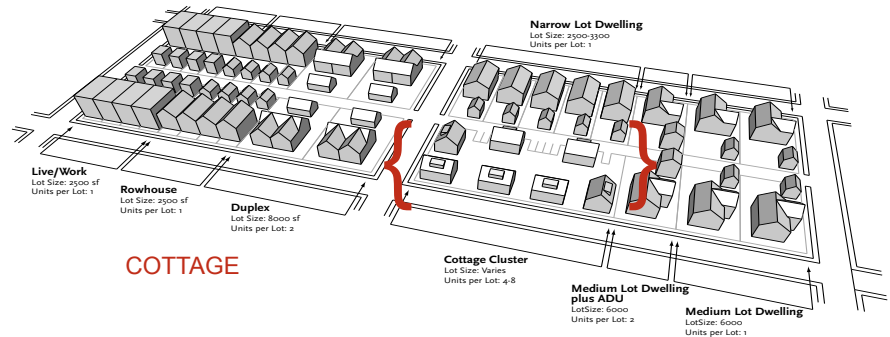 Narrow Lot Dwelling
Lot Size: 2500-3300
Units per Lot: 1
Live/Work
Lot Size: 2500 sf
Units per Lot: 1
Rowhouse
Lot Size: 2500 sf
Units per Lot: 1
Duplex
Lot Size: 8000 sf
Units per Lot: 2
COTTAGE
Cottage Cluster
Lot Size: Varies
Units per Lot: 4-8
Medium Lot Dwelling
plus ADU
LotSize: 6000
Units per Lot: 2
Medium Lot Dwelling
LotSize: 6000
Units per Lot: 1